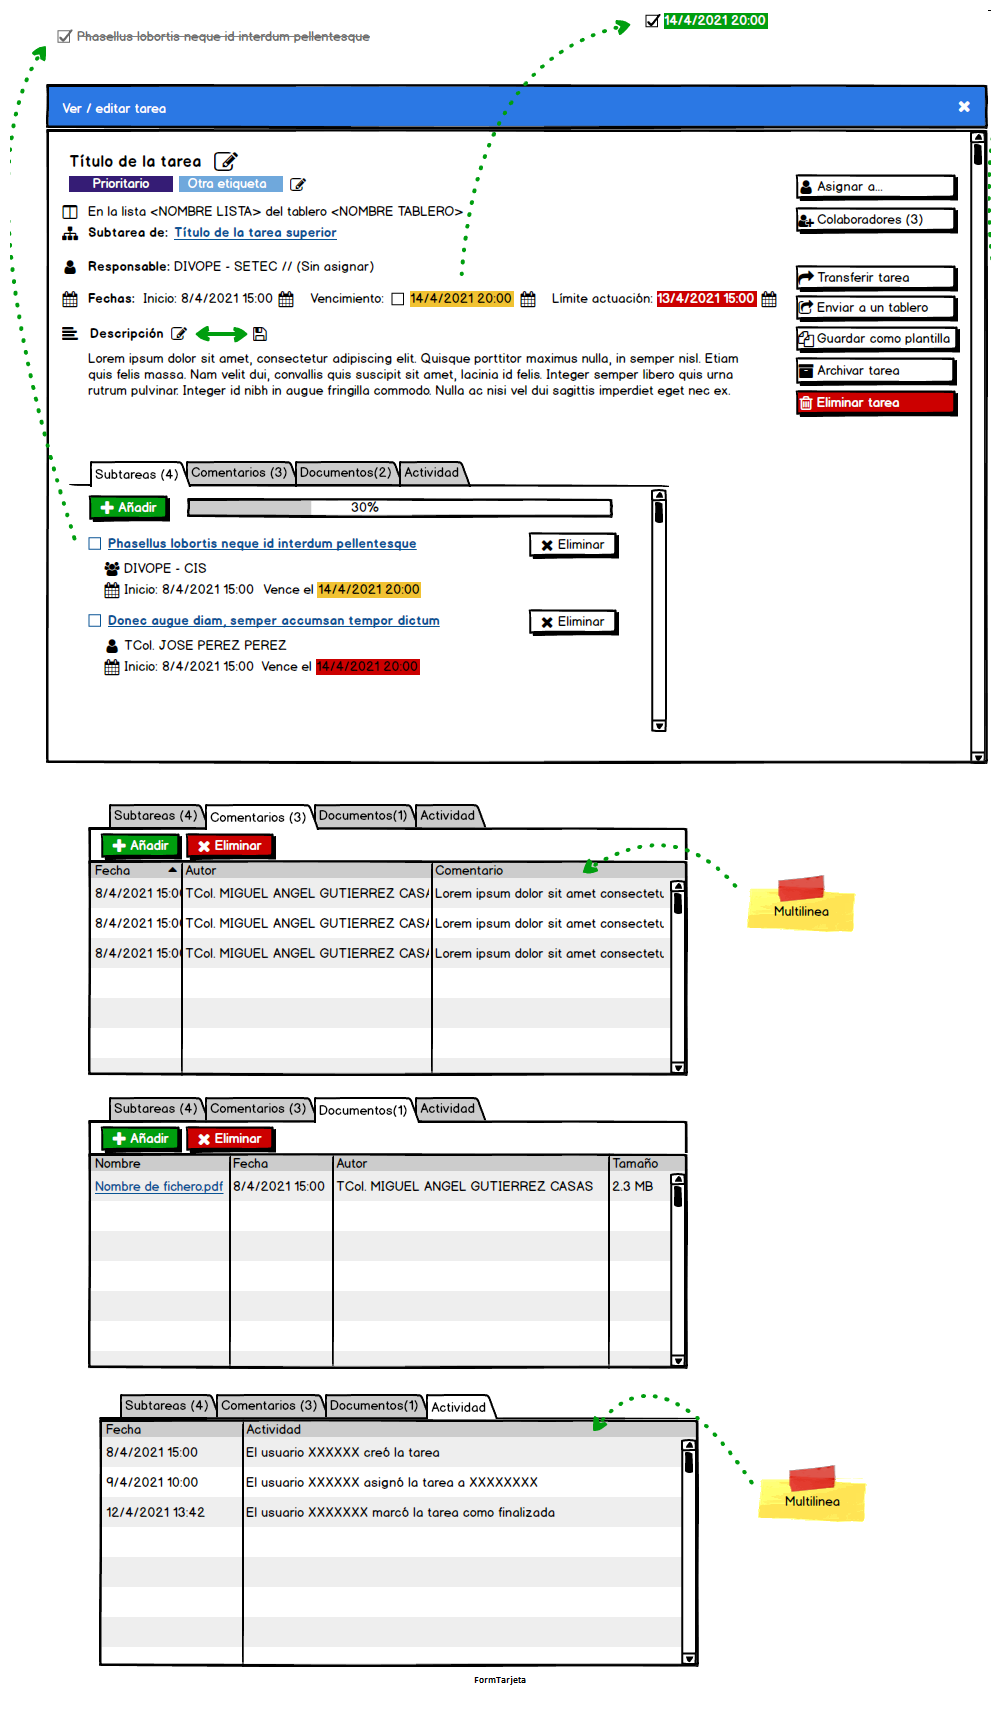 Phasellus lobortis neque id interdum pellentesque
14/4/2021 20:00
Ver / editar tarea
Título de la tarea
Prioritario Otra etiqueta
En la lista <NOMBRE LISTA> del tablero <NOMBRE TABLERO>
Subtarea de: Título de la tarea superior
Responsable: DIVOPE - SETEC // (Sin asignar)
Fechas: Inicio: 8/4/2021 15:00 Vencimiento: 14/4/2021 20:00 Límite actuación: 13/4/2021 15:00
Descripción
Lorem ipsum dolor sit amet, consectetur adipiscing elit. Quisque porttitor maximus nulla, in semper nisl. Etiam
quis felis massa. Nam velit dui, convallis quis suscipit sit amet, lacinia id felis. Integer semper libero quis urna
rutrum pulvinar. Integer id nibh in augue fringilla commodo. Nulla ac nisi vel dui sagittis imperdiet eget nec ex.
Asignar a...
Colaboradores (3)
Transferir tarea
Enviar a un tablero
Guardar como plantilla
Archivar tarea
Eliminar tarea
Subtareas (4) Comentarios (3) Documentos(2) Actividad
Añadir 30%
Phasellus lobortis neque id interdum pellentesque Eliminar
DIVOPE - CIS
Inicio: 8/4/2021 15:00 Vence el 14/4/2021 20:00
Donec augue diam, semper accumsan tempor dictum Eliminar
TCol. JOSE PEREZ PEREZ
Inicio: 8/4/2021 15:00 Vence el 14/4/2021 20:00
Subtareas (4) Comentarios (3) Documentos(1) Actividad
Añadir Eliminar
Fecha Autor Comentario
8/4/2021 15:00 TCol. MIGUEL ANGEL GUTIERREZ CASA Lorem ipsum dolor sit amet consectetu
8/4/2021 15:00 TCol. MIGUEL ANGEL GUTIERREZ CASA Lorem ipsum dolor sit amet consectetu
8/4/2021 15:00 TCol. MIGUEL ANGEL GUTIERREZ CASA Lorem ipsum dolor sit amet consectetu
Multilinea
Subtareas (4) Comentarios (3) Documentos(1) Actividad
Añadir Eliminar
Nombre Fecha Autor Tamaño
Nombre de fichero.pdf 8/4/2021 15:00 TCol. MIGUEL ANGEL GUTIERREZ CASAS 2.3 MB
Subtareas (4) Comentarios (3) Documentos(1) Actividad
Fecha Actividad
8/4/2021 15:00 El usuario XXXXXX creó la tarea
9/4/2021 10:00 El usuario XXXXXX asignó la tarea a XXXXXXXX
12/4/2021 13:42 El usuario XXXXXXX marcó la tarea como finalizada
Multilinea
FormTarjeta